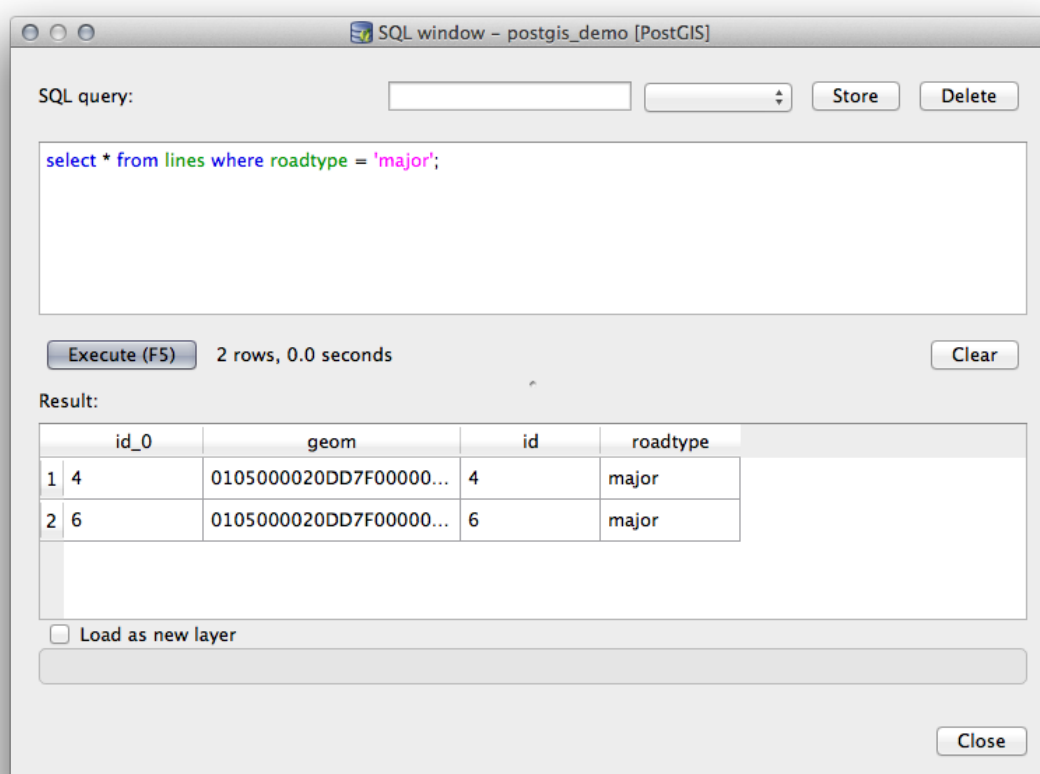 SQL window – postgis_demo [PostGIS]
SQL query: Store Delete
select * from lines where roadtype = 'major';
Execute (F5) 2 rows, 0.0 seconds Clear
Result:
id_0 geom id roadtype
1 4 0105000020DD7F00000... 4 major
2 6 0105000020DD7F00000... 6 major
Load as new layer
Close